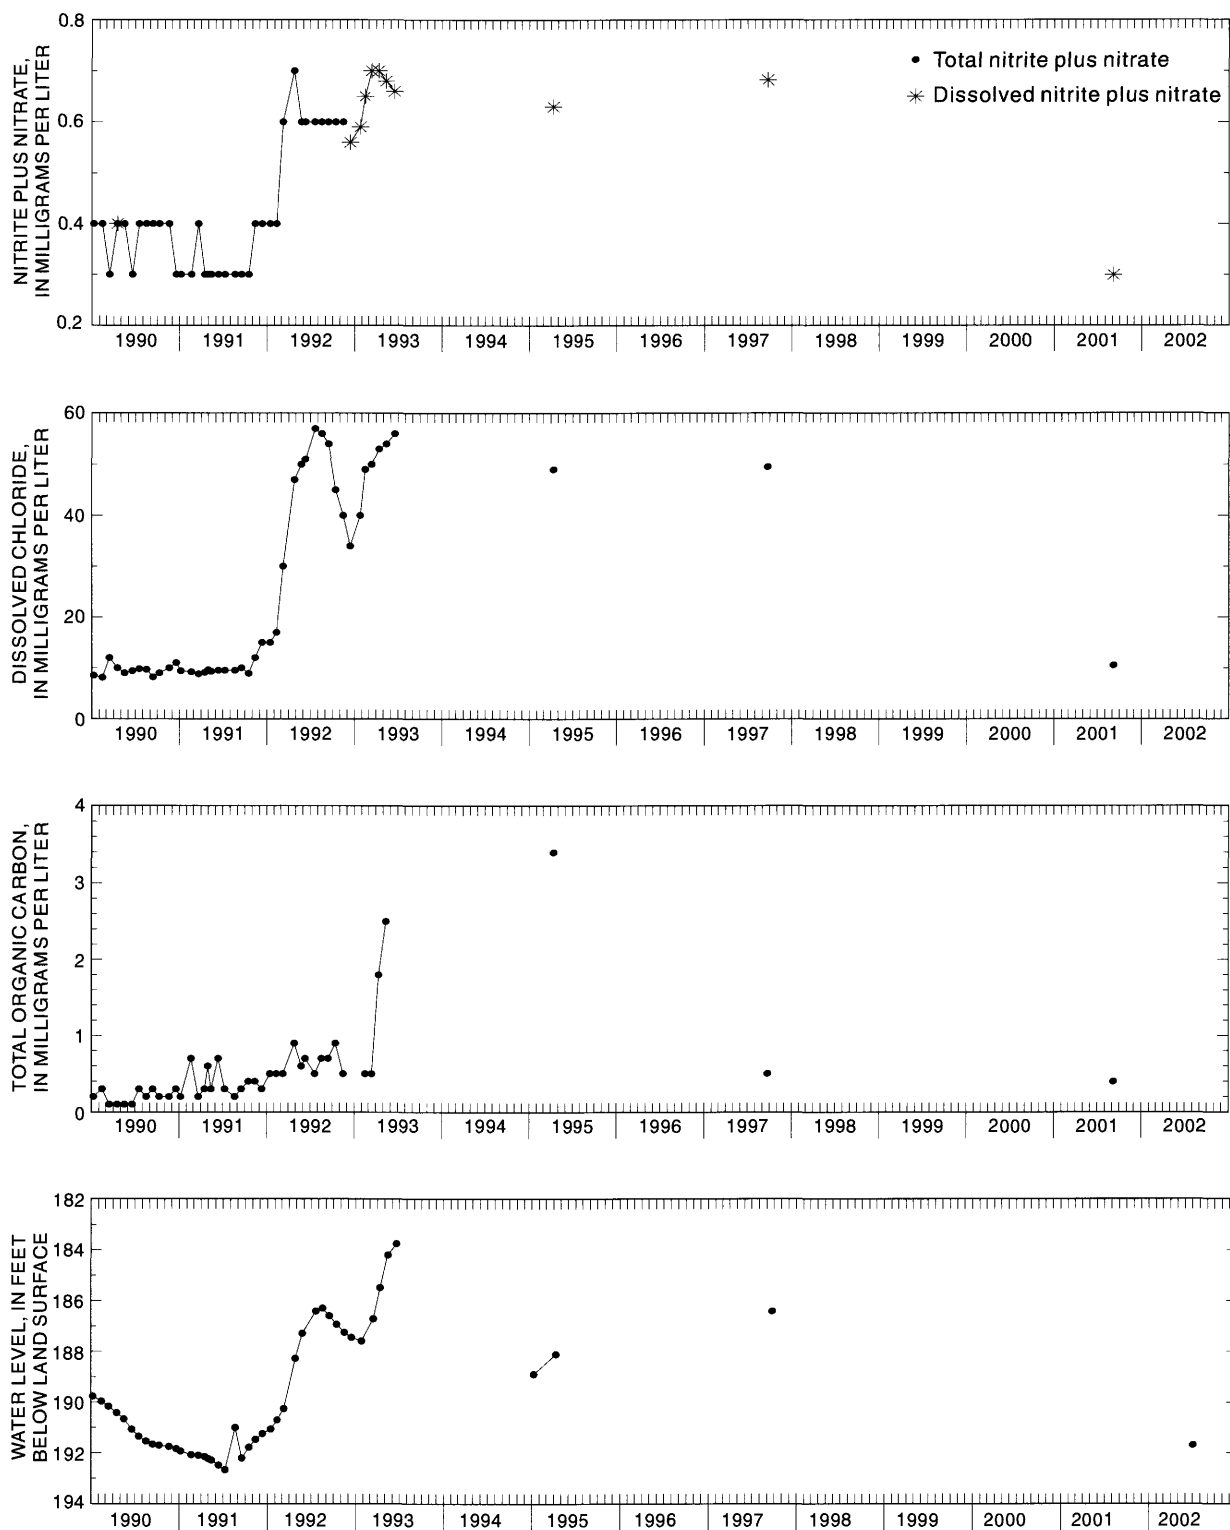 NITRITE PLUS NITRATE,
IN MILLIGRAMS PER LITER
0.8
0.6
0.4
0.2
Total nitrite plus nitrate
Dissolved nitrite plus nitrate
1990 1991 1992 1993 1994 1995 1996 1997 1998 1999 2000 2001 2002
DISSOLVED CHLORIDE,
IN MILLIGRAMS PER LITER
60
40
20
0
1990 1991 1992 1993 1994 1995 1996 1997 1998 1999 2000 2001 2002
TOTAL ORGANIC CARBON,
IN MILLIGRAMS PER LITER
4
3
2
1
0
1990 1991 1992 1993 1994 1995 1996 1997 1998 1999 2000 2001 2002
WATER LEVEL, IN FEET
BELOW LAND SURFACE
182
184
186
188
190
192
194
1990 1991 1992 1993 1994 1995 1996 1997 1998 1999 2000 2001 2002